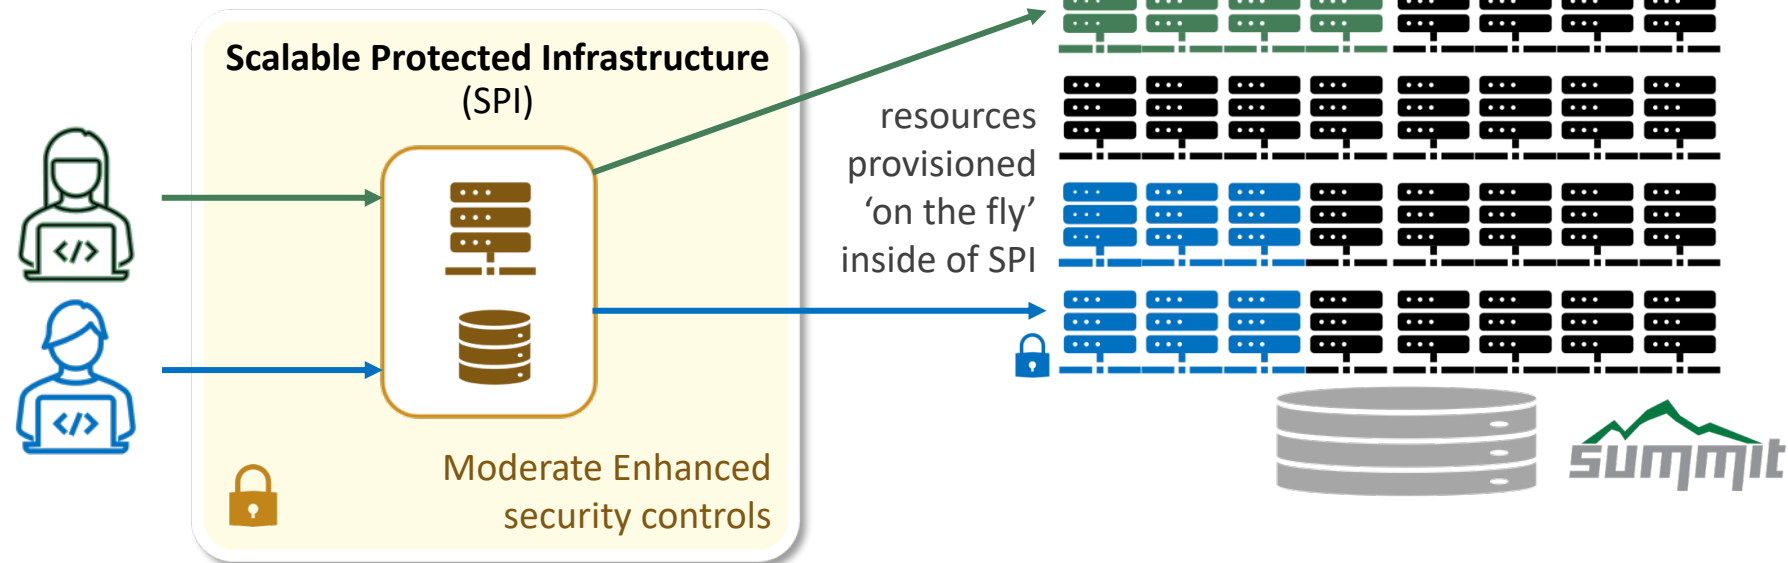 Scalable Protected Infrastructure
(SPI)
resources
provisioned
‘on the fly’
inside of SPI
</>
</>
Moderate Enhanced
security controls
summit